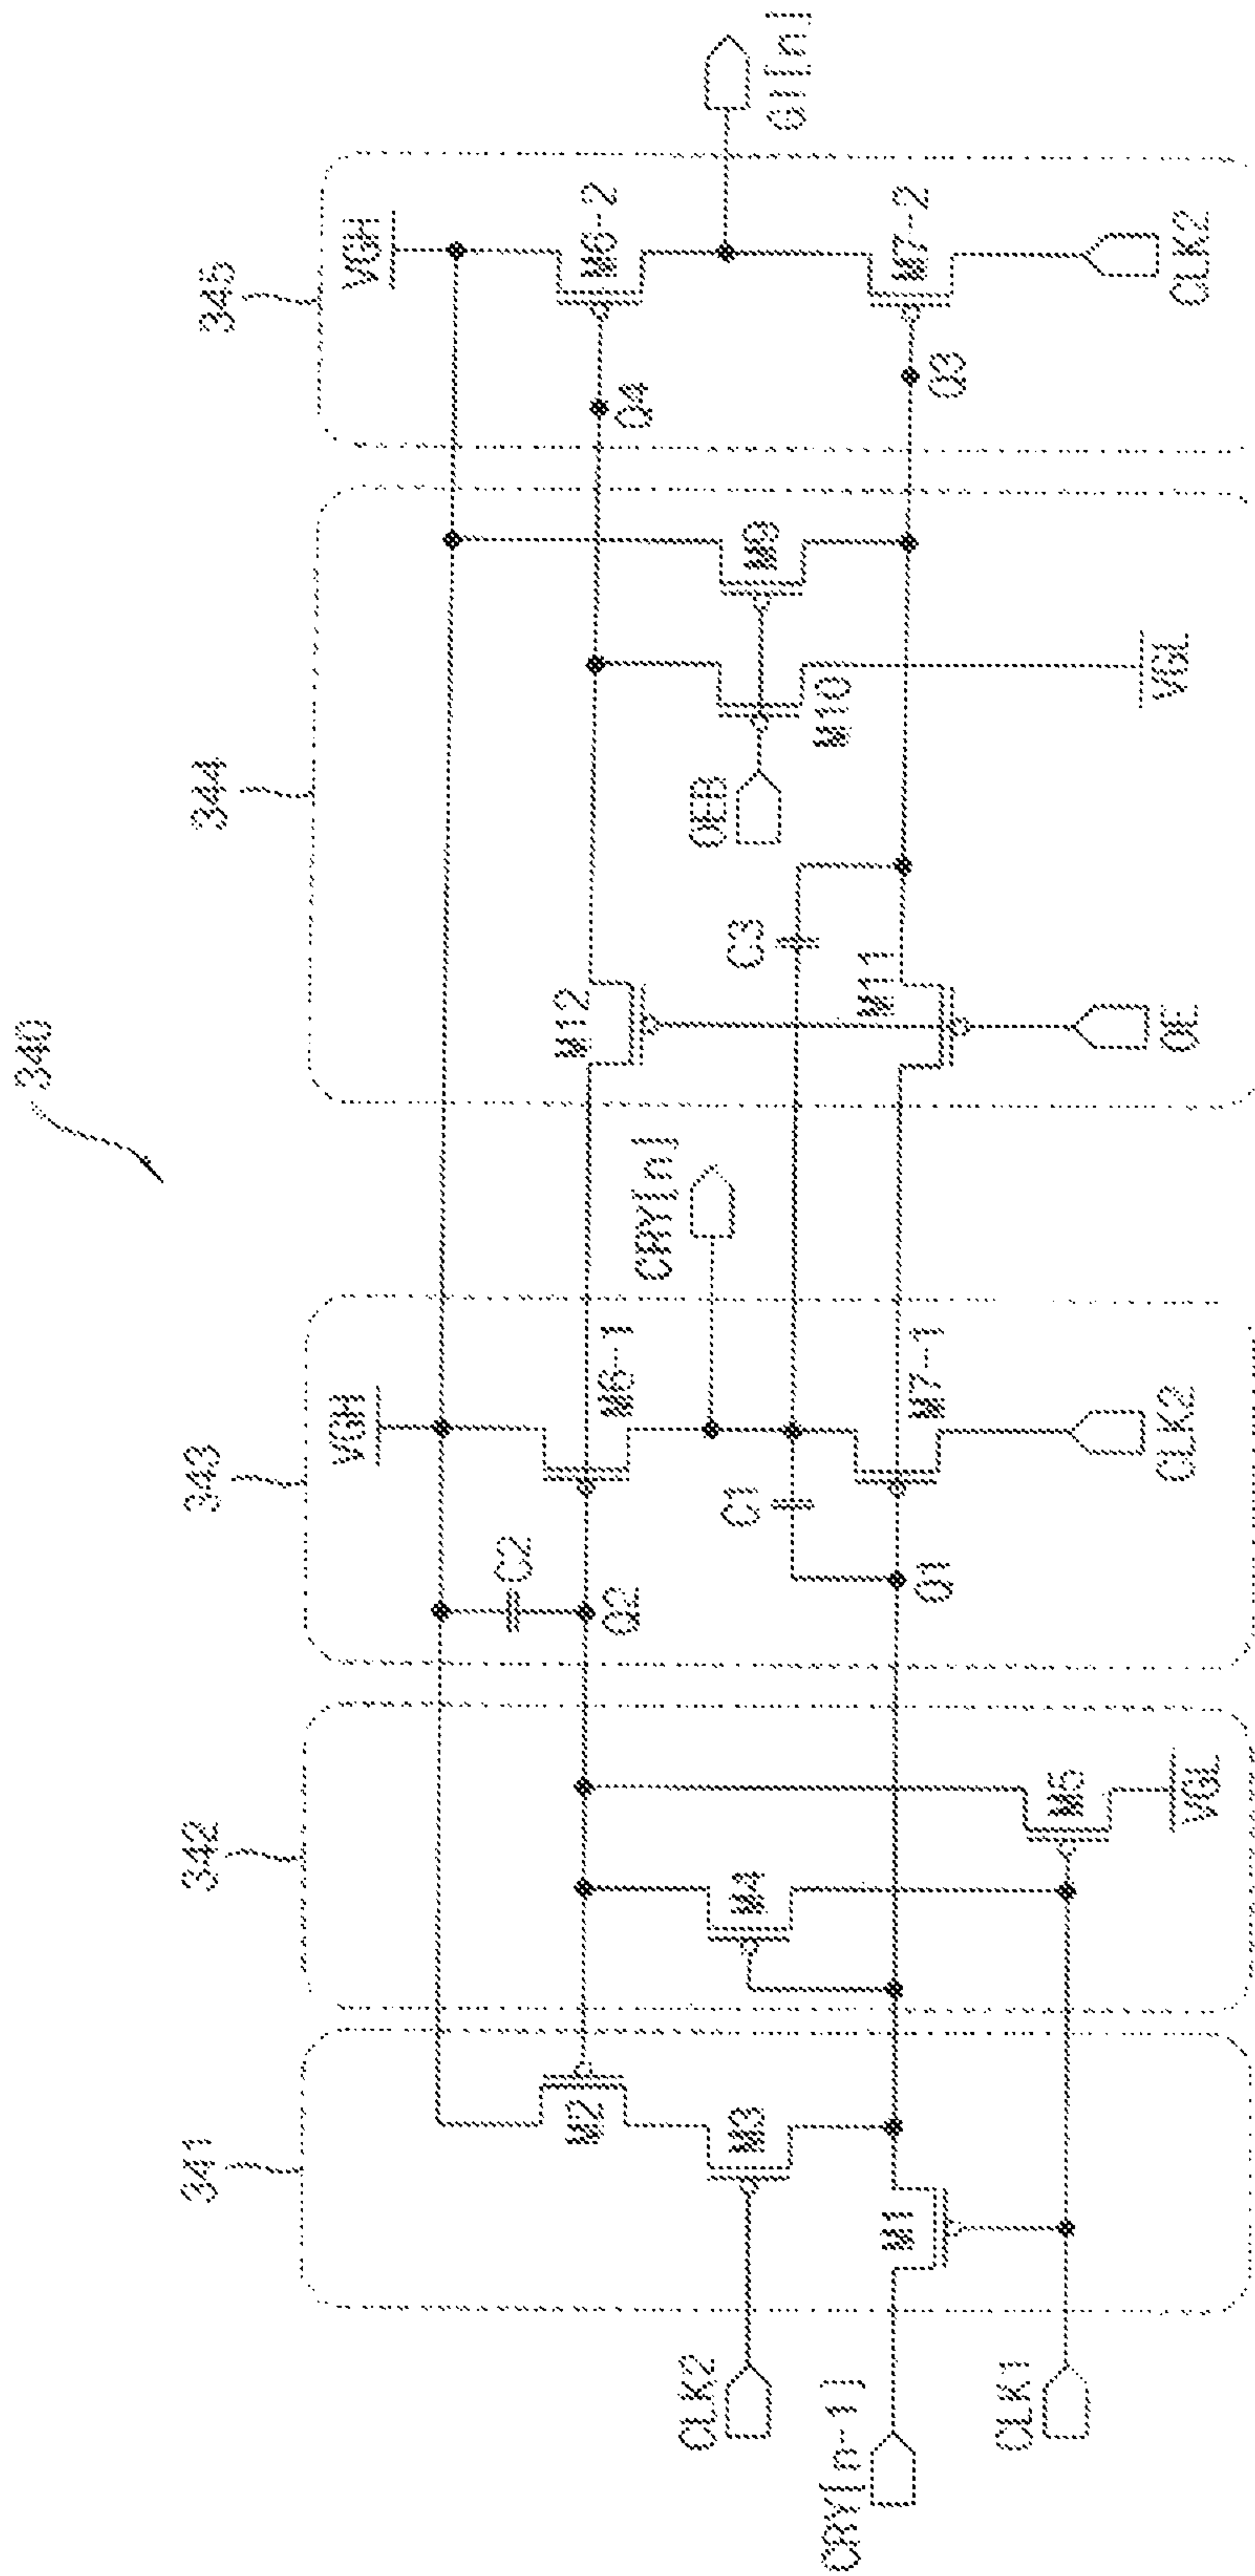 340
341
342
343
344
345
VGH
VGH
C2
Q2
M6-1
M12
Q4
M6-2
M2
M4
M3
CLK2
C1
CRY[n]
C3
OEB
M10
M9
GI[n]
CRY[n-1]
M1
Q1
M7-1
M11
Q3
M7-2
CLK1
M5
VGL
CLK2
OE
VGL
CLK2